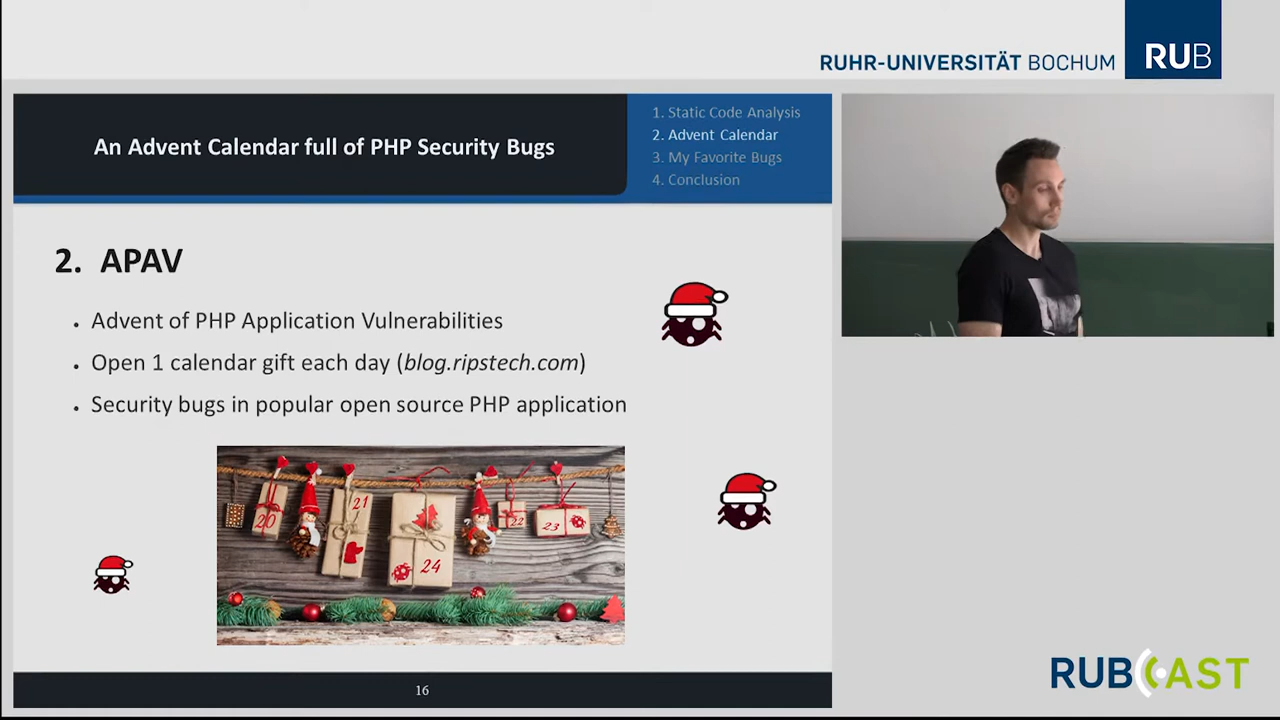 RUHR-UNIVERSITÄT BOCHUM
RUB
An Advent Calendar full of PHP Security Bugs
1. Static Code Analysis
2. Advent Calendar
3. My Favorite Bugs
4. Conclusion
2. APAV
• Advent of PHP Application Vulnerabilities
• Open 1 calendar gift each day (blog.ripstech.com)
• Security bugs in popular open source PHP application
20
21
24
22
23
16
RUBCAST